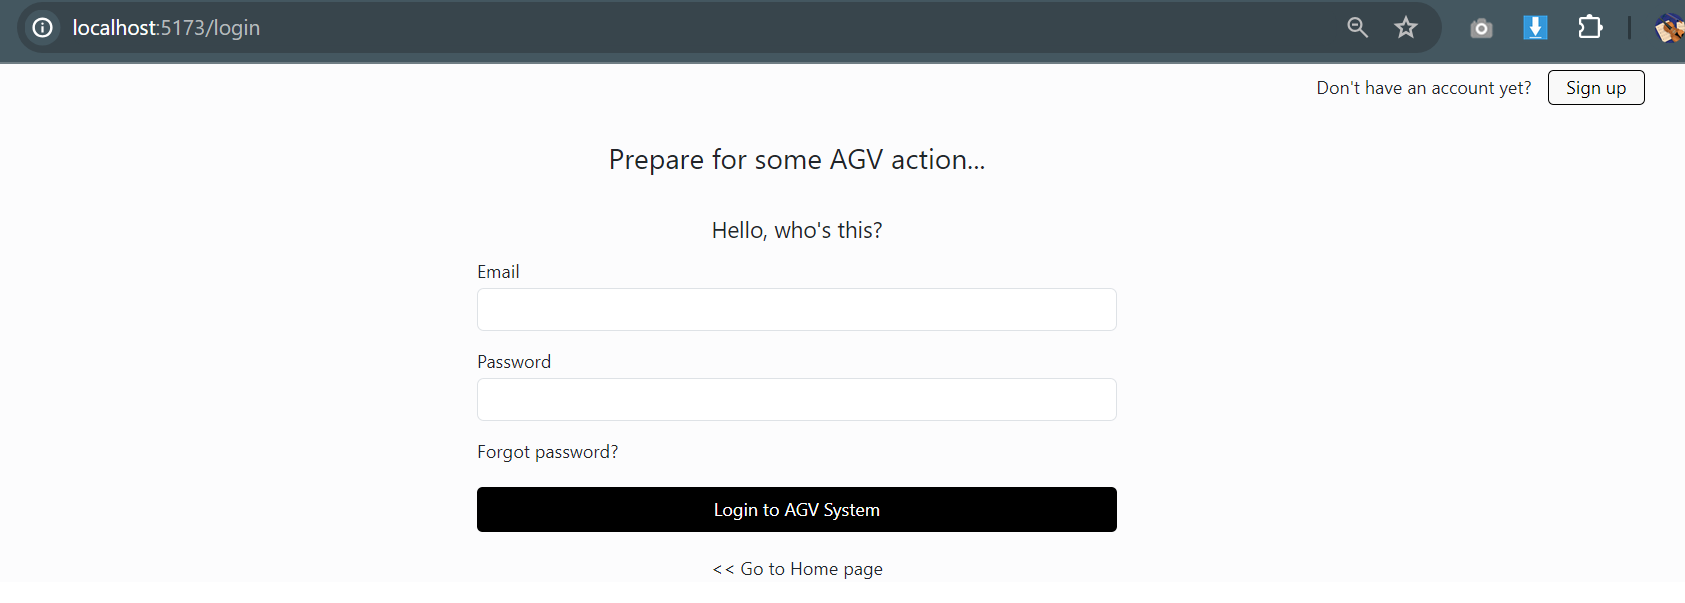 localhost:5173/login
Don't have an account yet? Sign up
Prepare for some AGV action...
Hello, who's this?
Email
Password
Forgot password?
Login to AGV System
<< Go to Home page